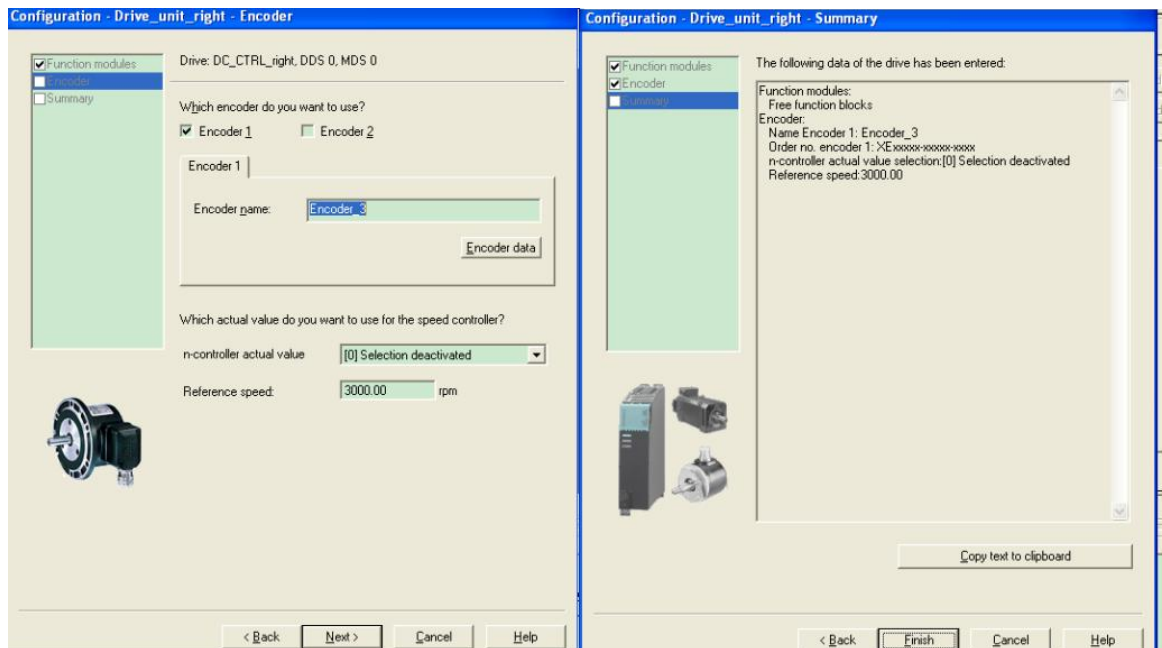 Configuration - Drive_unit_right - Encoder
Function modules
Encoder
Summary
Drive: DC_CTRL_right, DDS 0, MDS 0
Which encoder do you want to use?
Encoder 1
Encoder 2
Encoder 1
Encoder name:
Encoder_3
Encoder data
Which actual value do you want to use for the speed controller?
n-controller actual value
[0] Selection deactivated
Reference speed:
3000.00
rpm
< Back
Next >
Cancel
Help
Configuration - Drive_unit_right - Summary
Function modules
Encoder
Summary
The following data of the drive has been entered:
Function modules:
Free function blocks
Encoder:
Name Encoder 1: Encoder_3
Order no. encoder 1: XExxxxx-xxxxx-xxxx
n-controller actual value selection:[0] Selection deactivated
Reference speed:3000.00
Copy text to clipboard
< Back
Finish
Cancel
Help